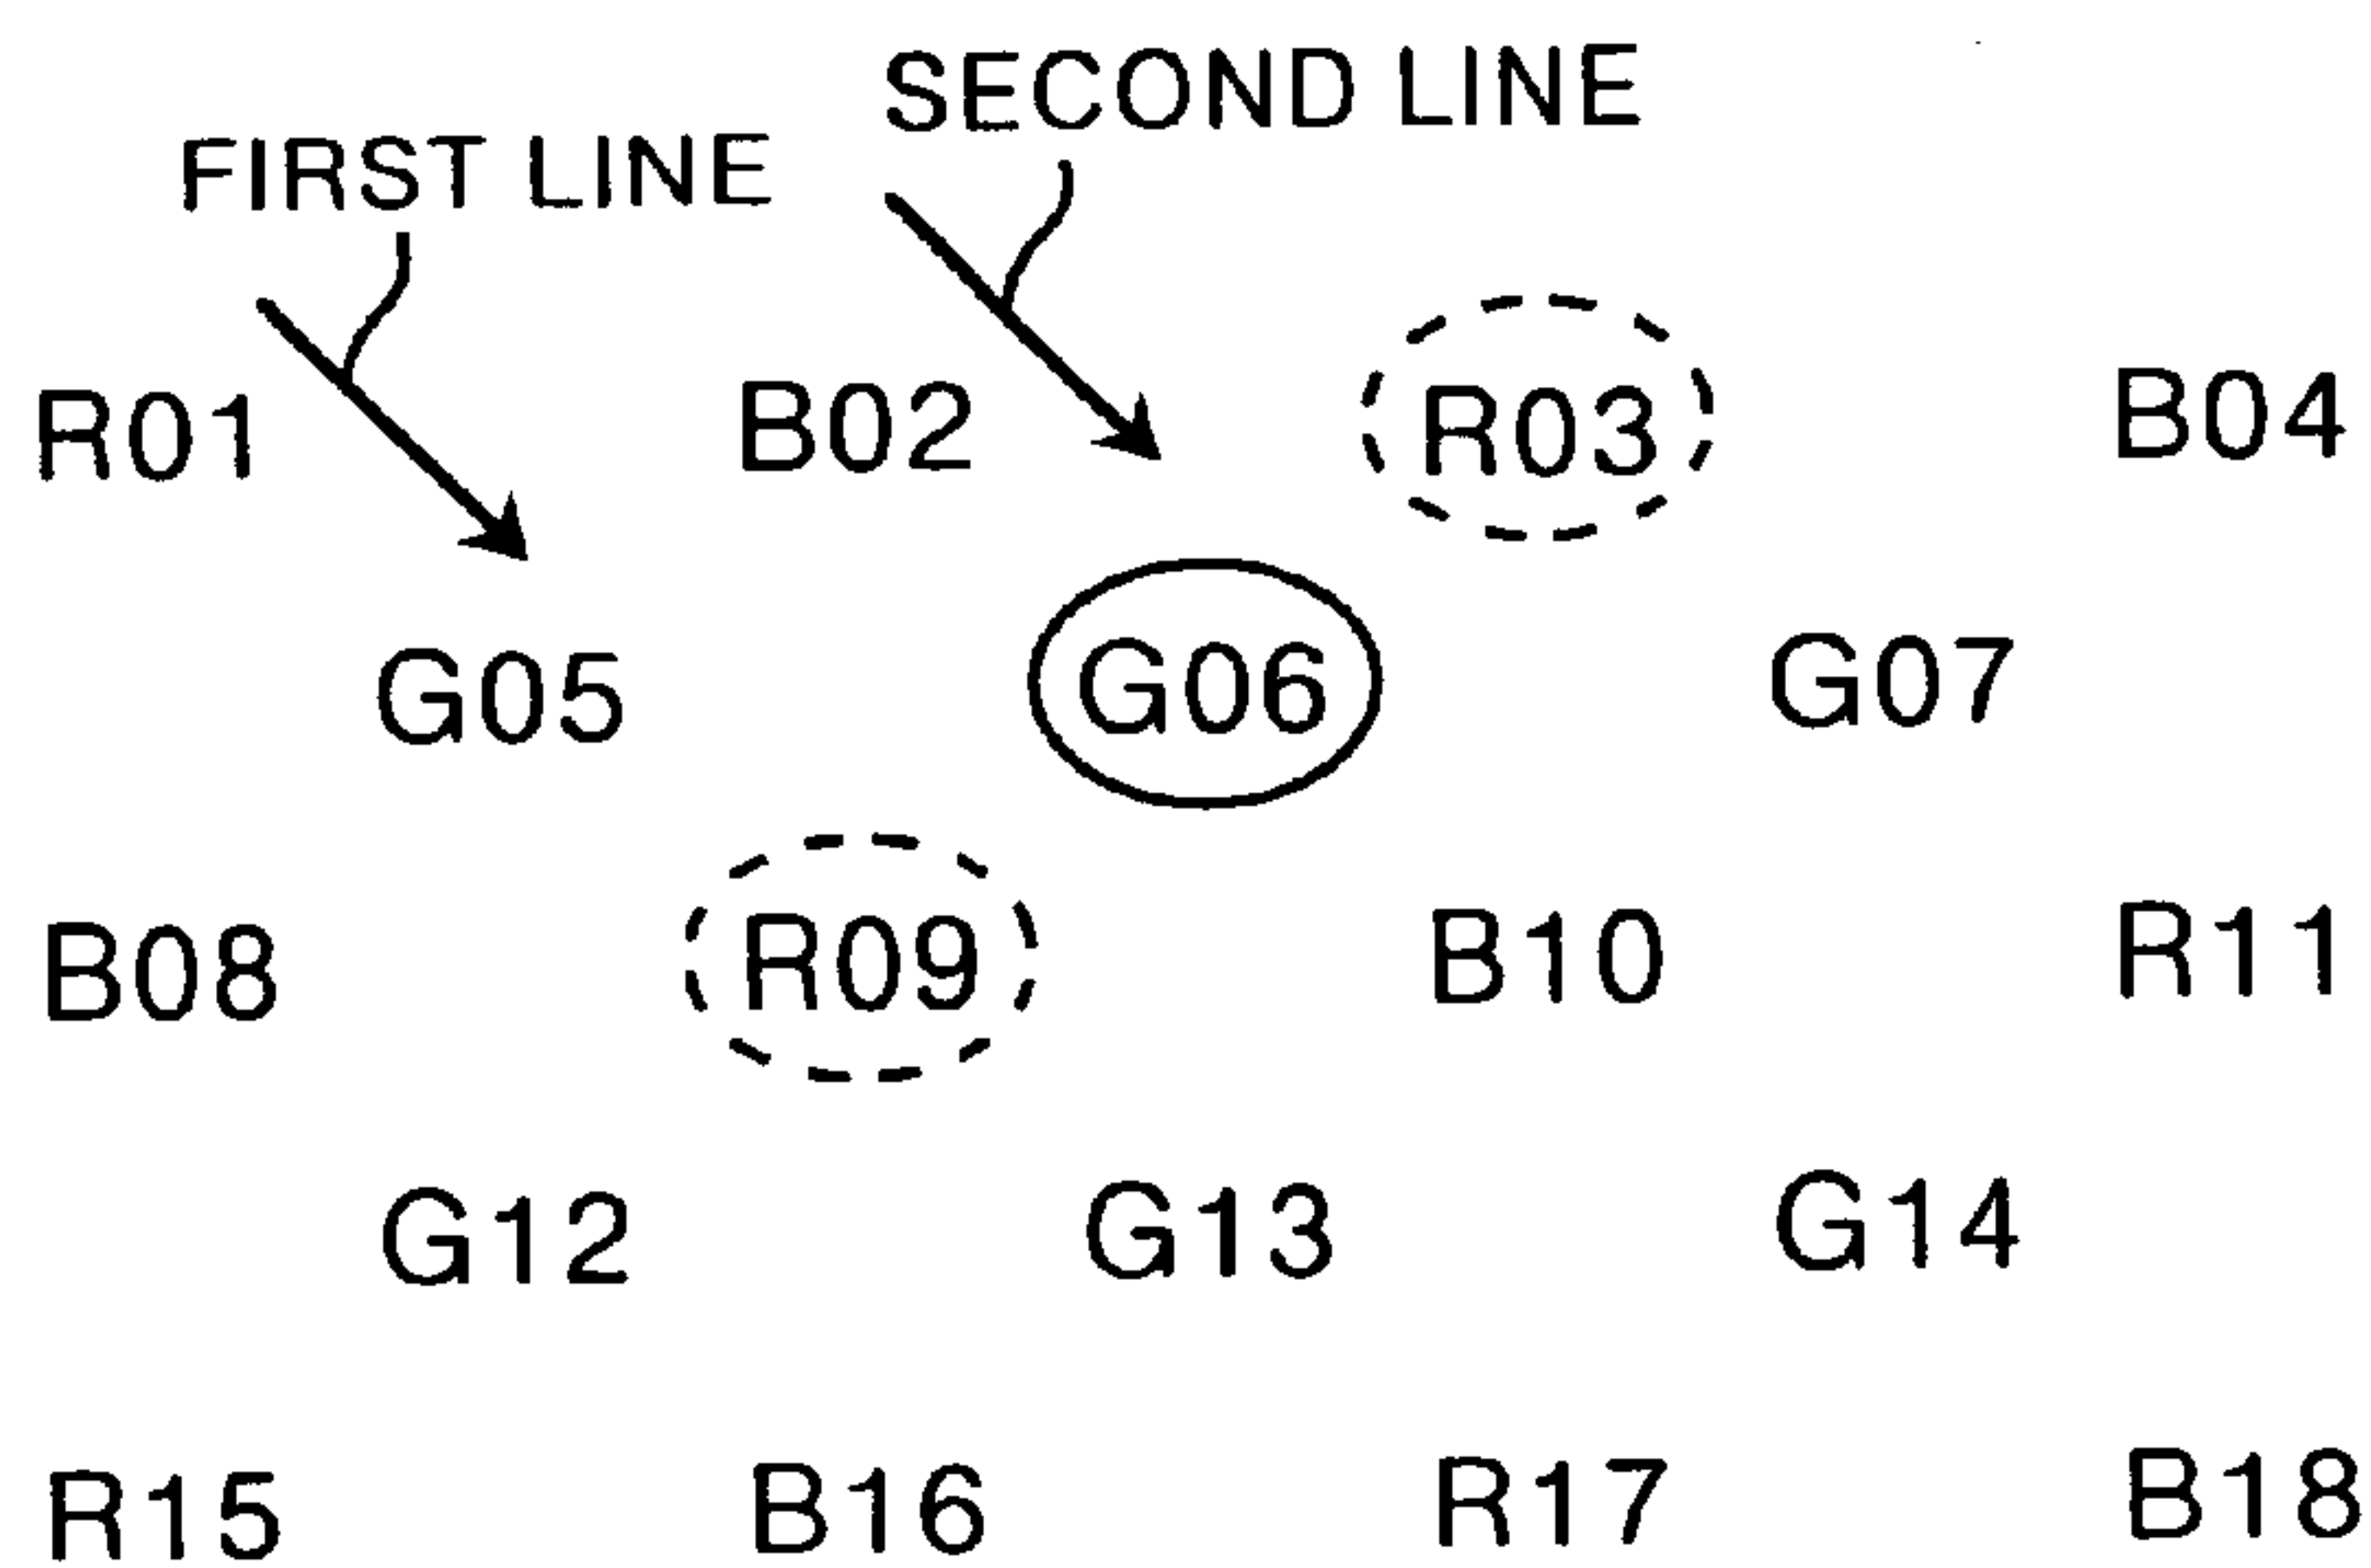 SECOND LINE
FIRST LINE
R01 B02 R03 B04
G05 G06 G07
B08 R09 B10 R11
G12 G13 G14
R15 B16 R17 B18